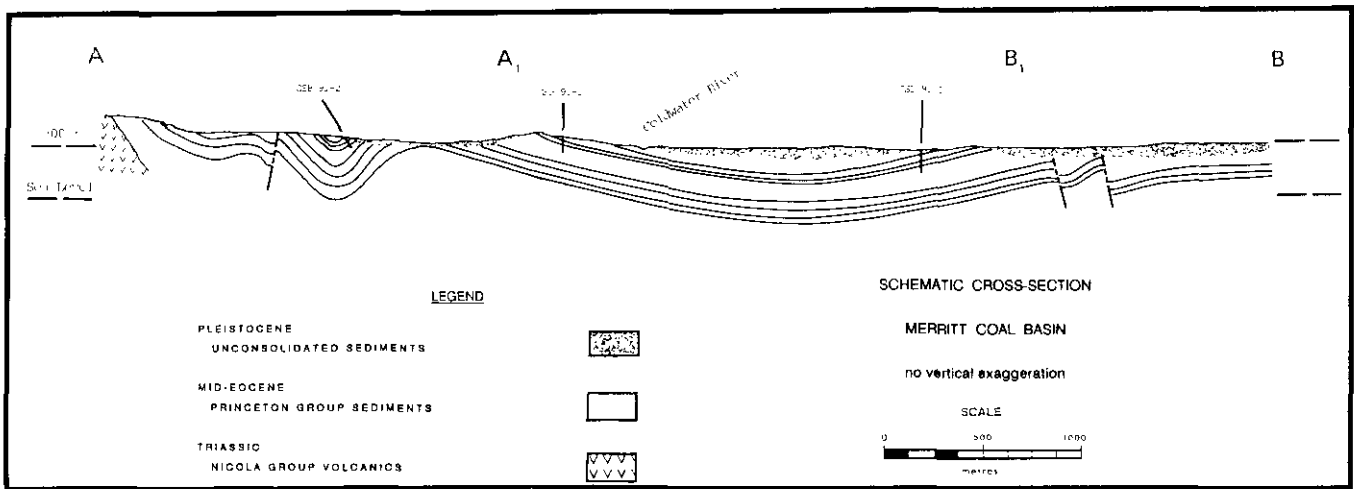 A A₁ B₁ B
Coldwater River
LEGEND
PLEISTOCENE
UNCONSOLIDATED SEDIMENTS
MID-EOCENE
PRINCETON GROUP SEDIMENTS
TRIASSIC
NICOLA GROUP VOLCANICS
SCHEMATIC CROSS-SECTION
MERRITT COAL BASIN
no vertical exaggeration
SCALE
0 500 1000
metres